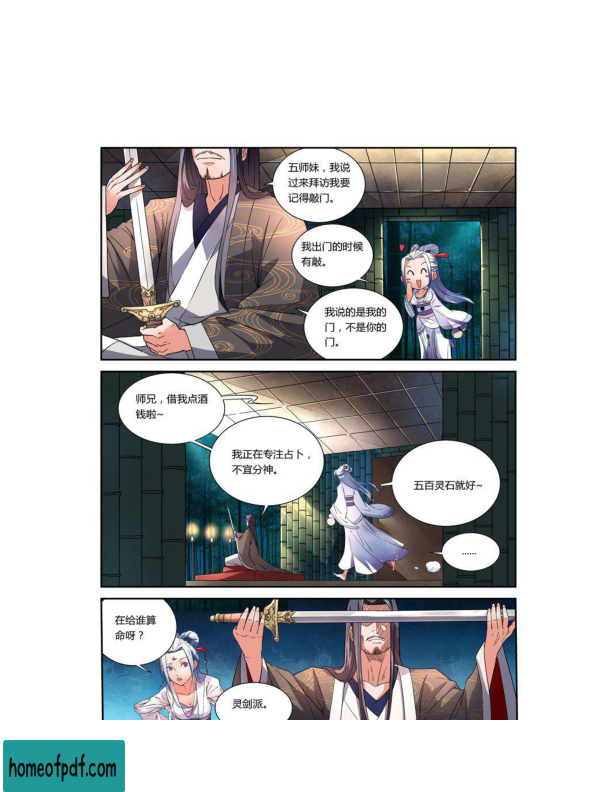 五师妹，我说
过来拜访我要
记得敲门。
我出门的时候
有敲。
我说的是我的
门，不是你的
门。
师兄，借我点酒
钱啦~
我正在专注占卜，
不宜分神。
五百灵石就好~
......
在给谁算
命呀？
灵剑派。
homeofpdf.com